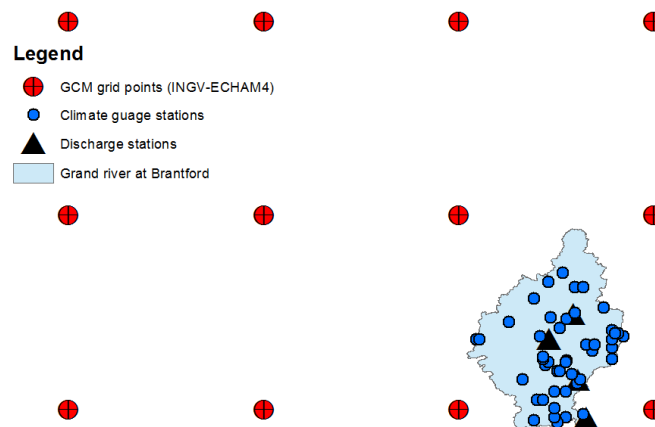 Legend
GCM grid points (INGV-ECHAM4)
Climate guage stations
Discharge stations
Grand river at Brantford